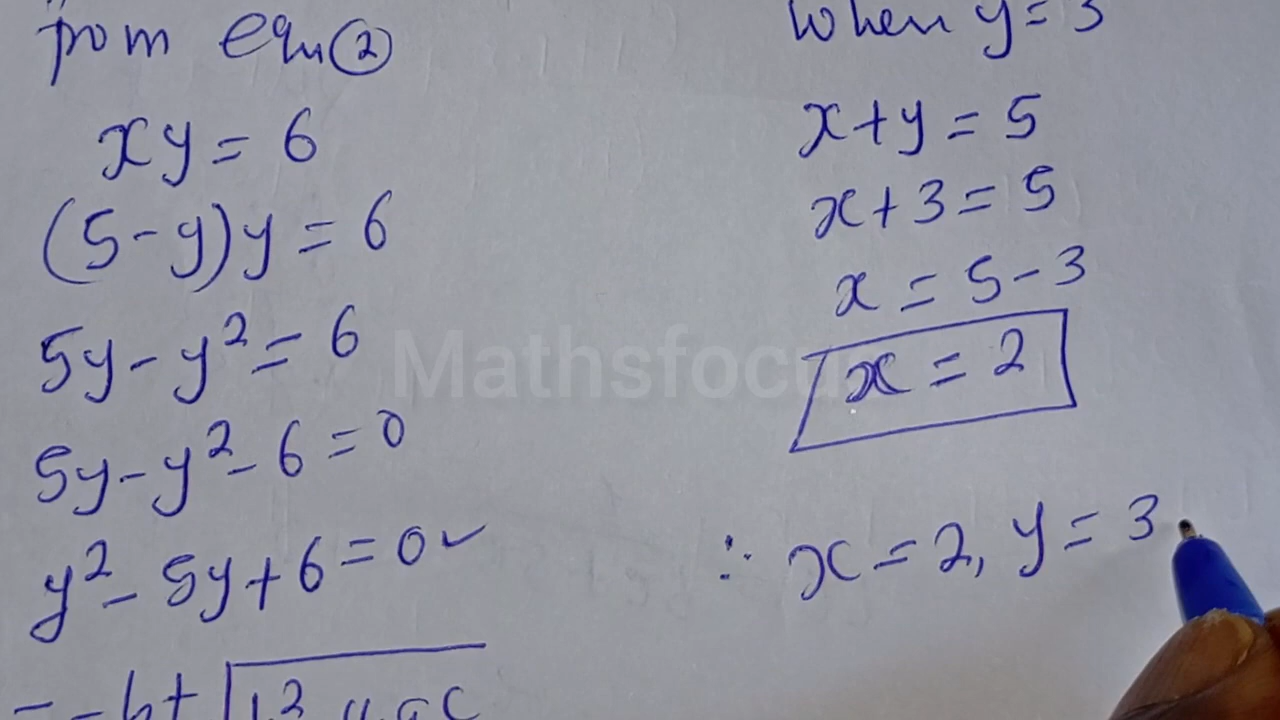 from eqn ②
xy = 6
(5-y)y = 6
5y - y² = 6
5y - y² - 6 = 0
y² - 5y + 6 = 0 ✓
When y = 3
x + y = 5
x + 3 = 5
x = 5 - 3
x = 2
∴ x = 2, y = 3
Mathsfocus